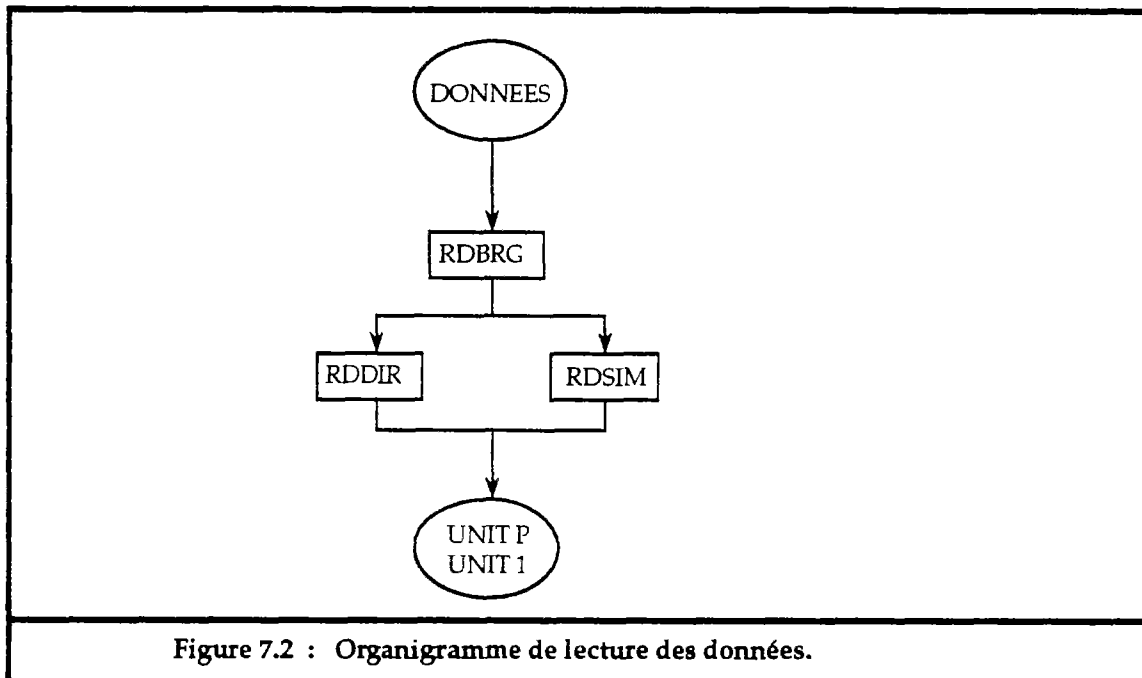 DONNEES
RDBRG
RDDIR
RDSIM
UNIT P
UNIT 1
Figure 7.2 : Organigramme de lecture des données.